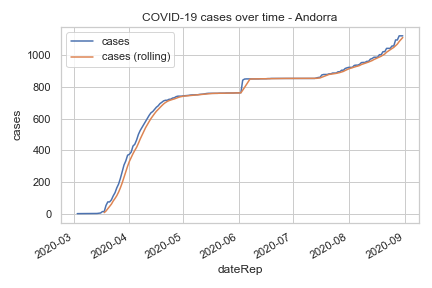 COVID-19 cases over time - Andorra
cases
cases (rolling)
1000
800
600
400
200
0
cases
2020-03
2020-04
2020-05
2020-06
2020-07
2020-08
2020-09
dateRep